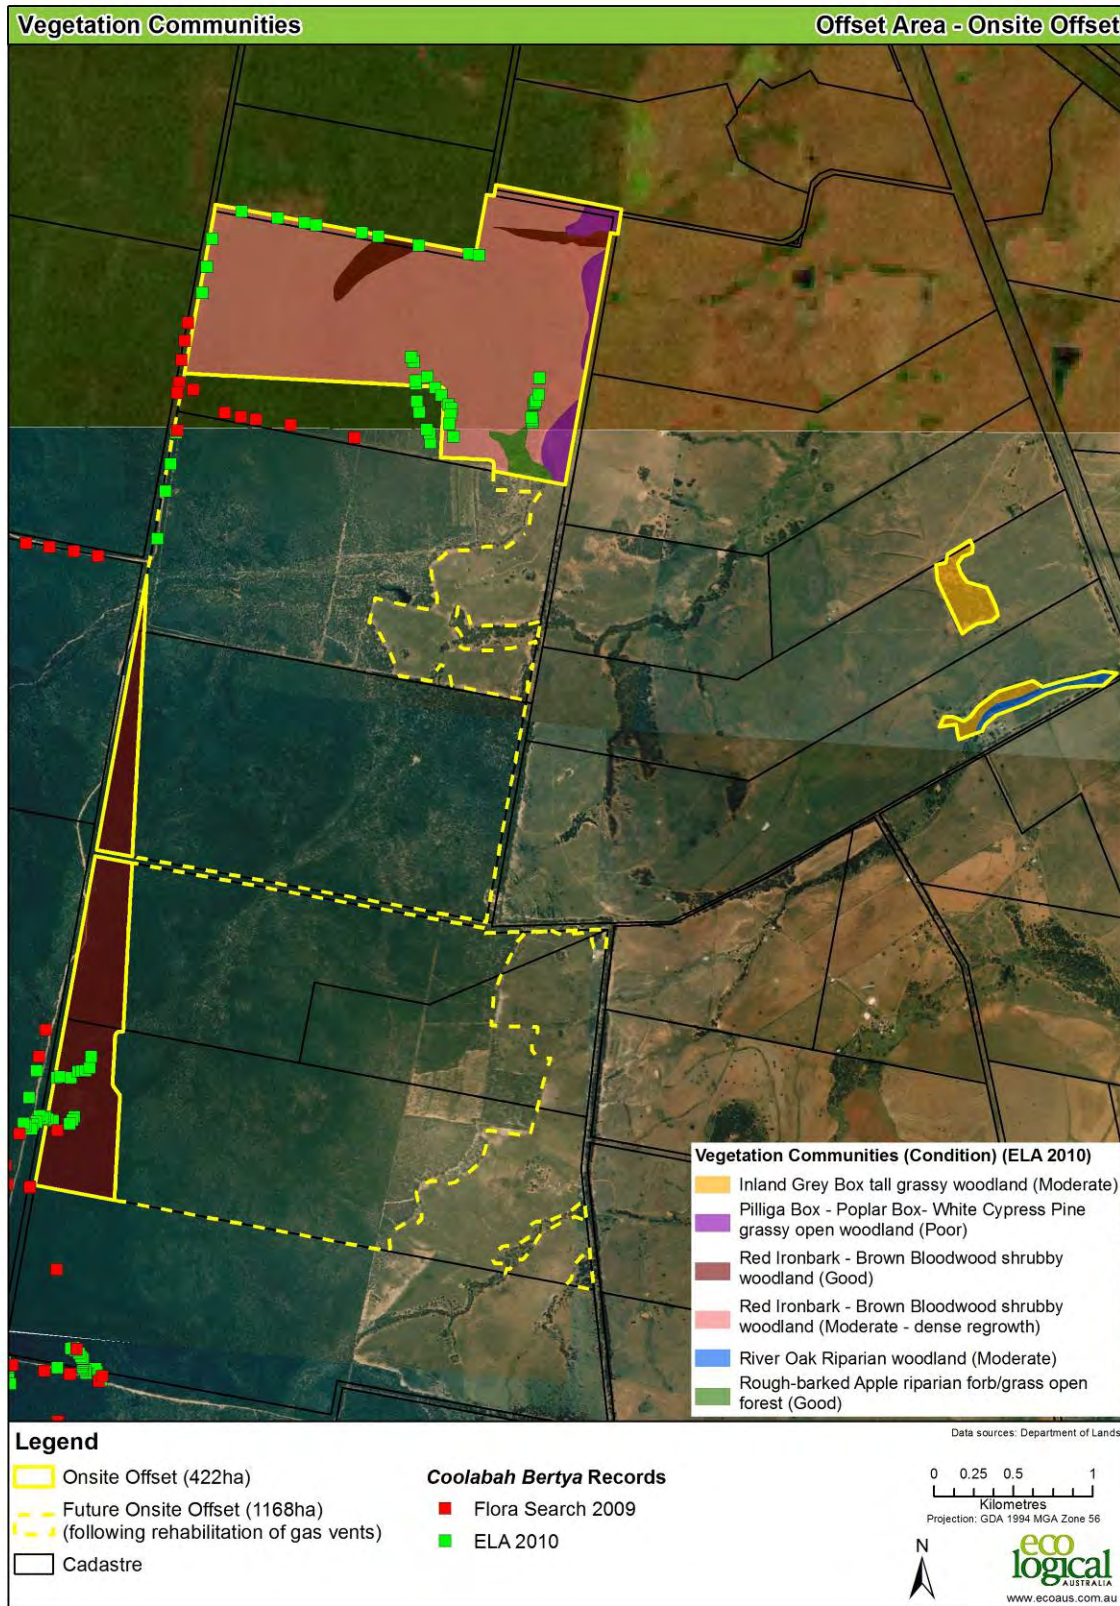 Vegetation Communities
Offset Area - Onsite Offset
Vegetation Communities (Condition) (ELA 2010)
Inland Grey Box tall grassy woodland (Moderate)
Pilliga Box - Poplar Box- White Cypress Pine
grassy open woodland (Poor)
Red Ironbark - Brown Bloodwood shrubby
woodland (Good)
Red Ironbark - Brown Bloodwood shrubby
woodland (Moderate - dense regrowth)
River Oak Riparian woodland (Moderate)
Rough-barked Apple riparian forb/grass open
forest (Good)
Legend
Onsite Offset (422ha)
Future Onsite Offset (1168ha)
(following rehabilitation of gas vents)
Cadastre
Coolabah Bertya Records
Flora Search 2009
ELA 2010
Data sources: Department of Lands
0 0.25 0.5 1
Kilometres
Projection: GDA 1994 MGA Zone 56
N
eco
logical
AUSTRALIA
www.ecoaus.com.au